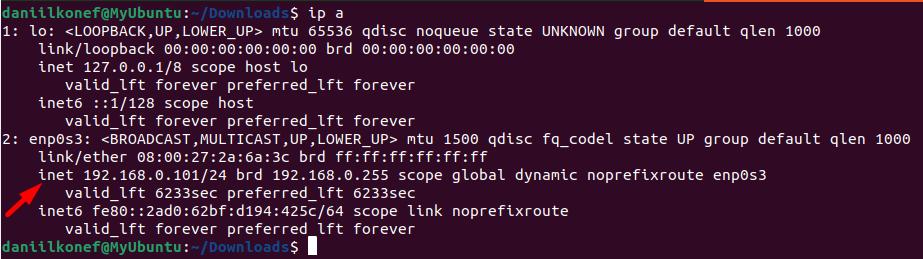 daniilkonef@MyUbuntu:~/Downloads$ ip a
1: lo: <LOOPBACK,UP,LOWER_UP> mtu 65536 qdisc noqueue state UNKNOWN group default qlen 1000
    link/loopback 00:00:00:00:00:00 brd 00:00:00:00:00:00
    inet 127.0.0.1/8 scope host lo
       valid_lft forever preferred_lft forever
    inet6 ::1/128 scope host
       valid_lft forever preferred_lft forever
2: enp0s3: <BROADCAST,MULTICAST,UP,LOWER_UP> mtu 1500 qdisc fq_codel state UP group default qlen 1000
    link/ether 08:00:27:2a:6a:3c brd ff:ff:ff:ff:ff:ff
    inet 192.168.0.101/24 brd 192.168.0.255 scope global dynamic noprefixroute enp0s3
       valid_lft 6233sec preferred_lft 6233sec
    inet6 fe80::2ad0:62bf:d194:425c/64 scope link noprefixroute
       valid_lft forever preferred_lft forever
daniilkonef@MyUbuntu:~/Downloads$